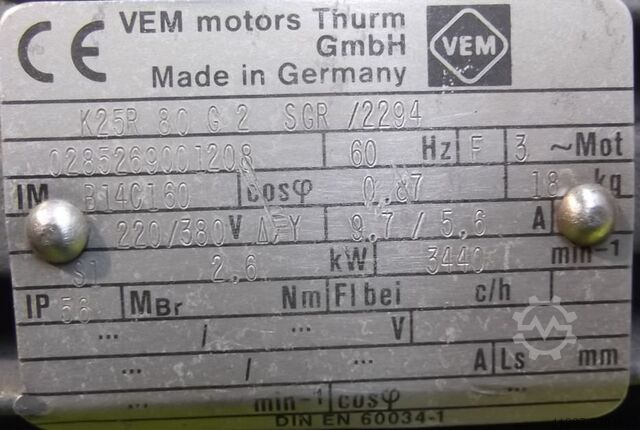 CE VEM motors Thurm GmbH VEM
Made in Germany
K25R 80 G 2 SGR /2294
0285269001208 60 Hz F 3 ~Mot
IM B14C160 cosφ 0,87 18 kg
220/380 V Δ/Y 9,7 / 5,6 A
S1 2,6 kW 3440 min-1
IP 56 MBr Nm Fl bei c/h
... / ... V
... / ... A Ls mm
... min-1 cosφ ...
DIN EN 60034-1